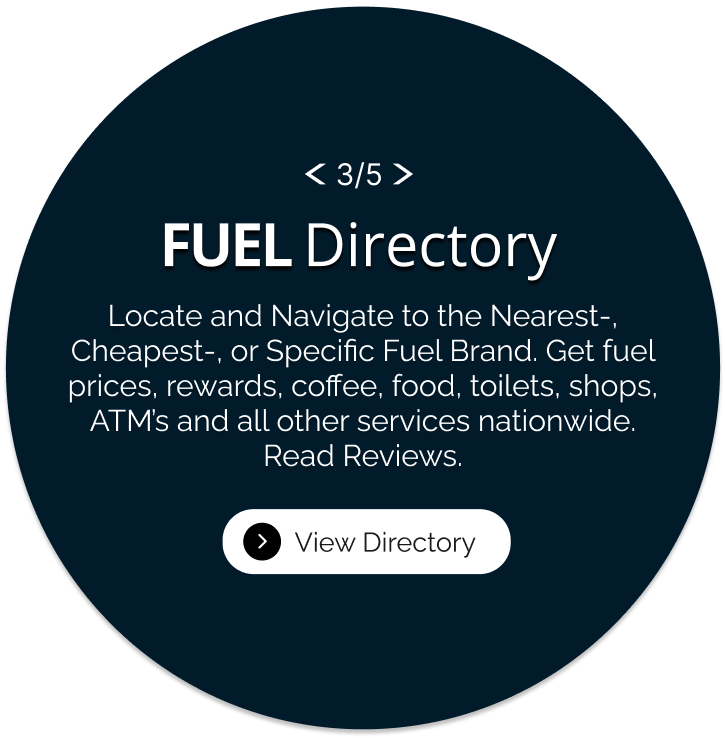 < 3/5 >
FUEL Directory
Locate and Navigate to the Nearest-,
Cheapest-, or Specific Fuel Brand. Get fuel
prices, rewards, coffee, food, toilets, shops,
ATM’s and all other services nationwide.
Read Reviews.
View Directory